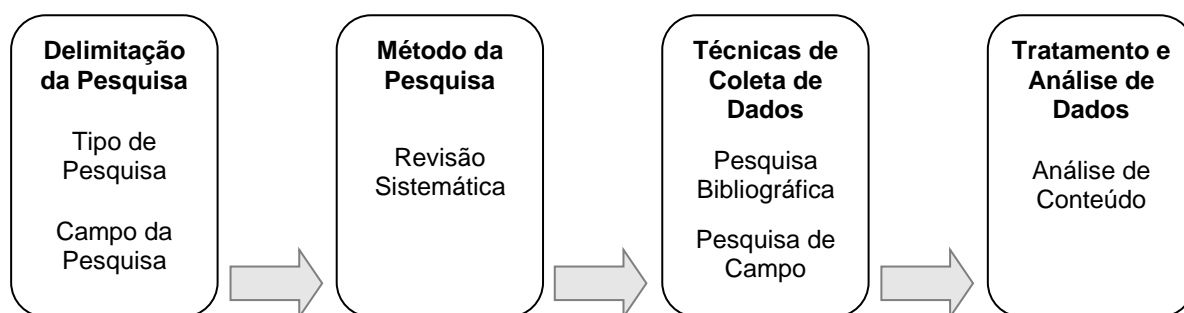 Delimitação
da Pesquisa
Tipo de
Pesquisa
Campo da
Pesquisa
Método da
Pesquisa
Revisão
Sistemática
Técnicas de
Coleta de
Dados
Pesquisa
Bibliográfica
Pesquisa de
Campo
Tratamento e
Análise de
Dados
Análise de
Conteúdo